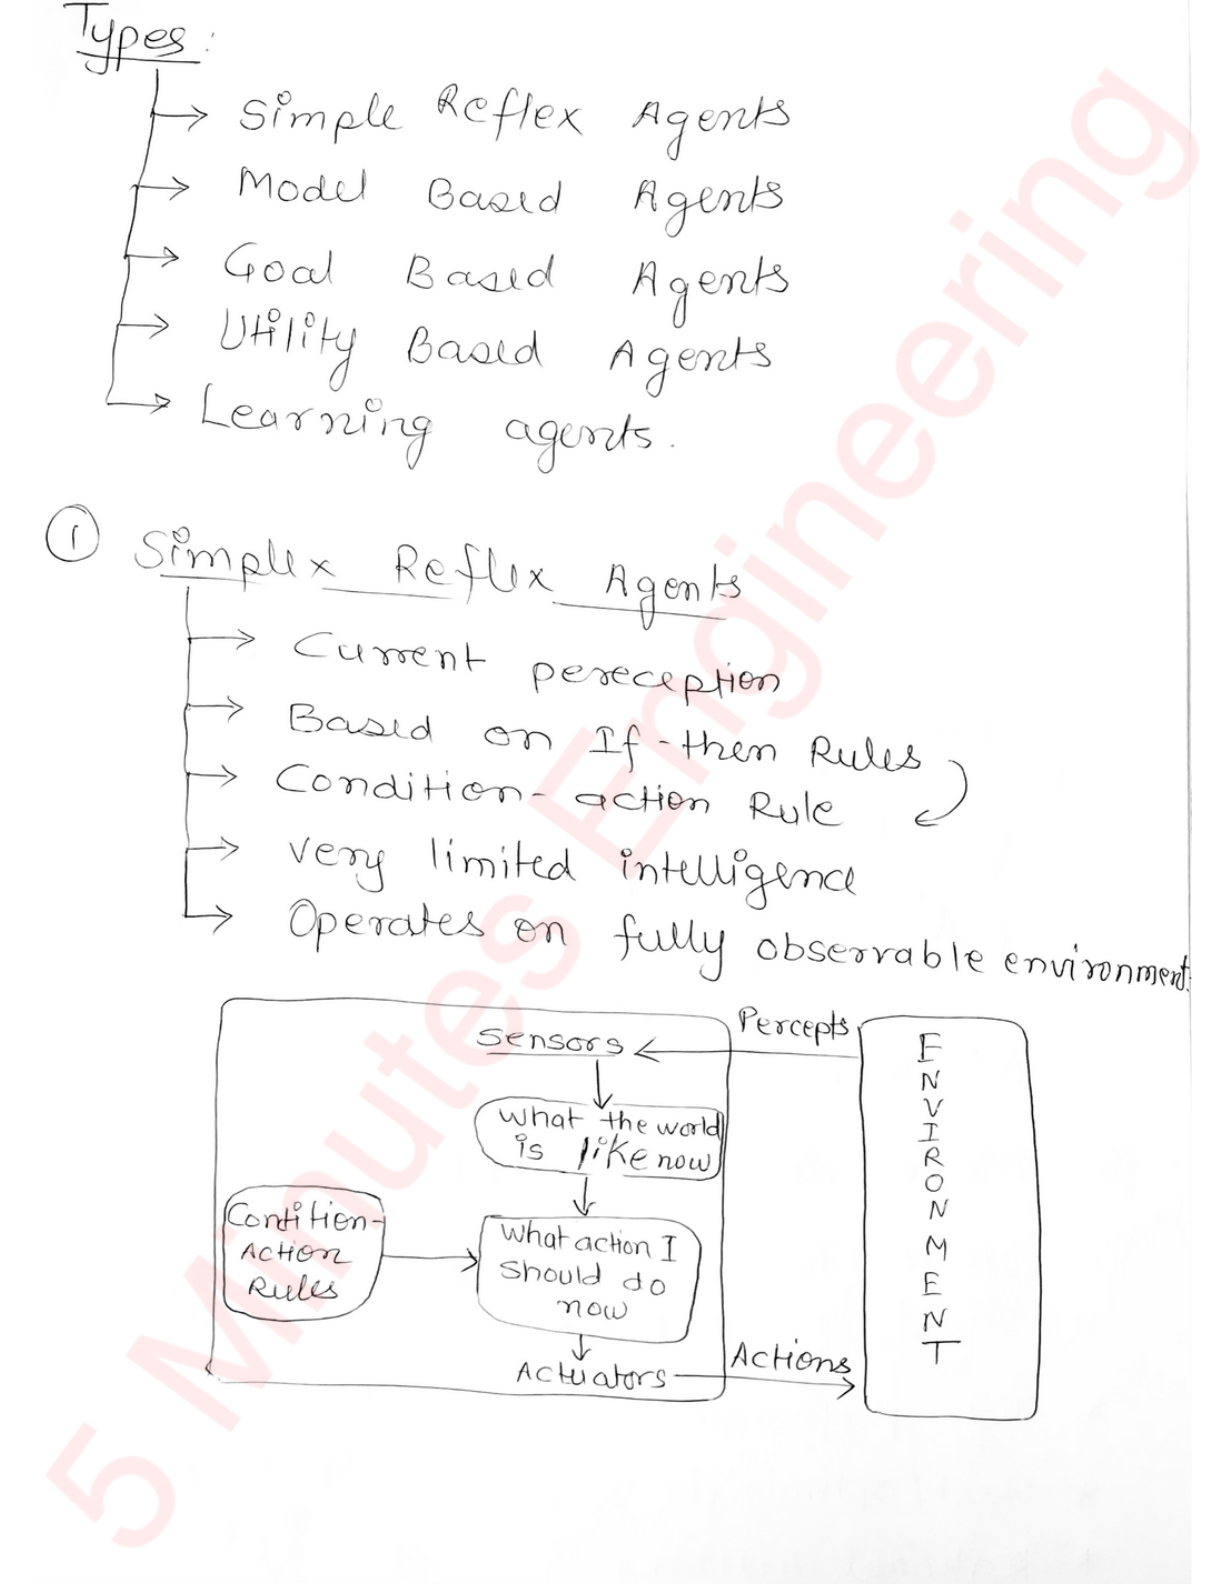 Types:
Simple Reflex Agents
Model Based Agents
Goal Based Agents
Utility Based Agents
Learning agents.
① Simplex Reflex Agents
Current pereception
Based on If-then Rules
Condition-action Rule
very limited intelligence
Operates on fully observable environment.
Percepts
Sensors
What the world
is like now
Condition-
Action
Rules
What action I
should do
now
Actuators
Actions
ENVIRONMENT
5 Minutes Engineering